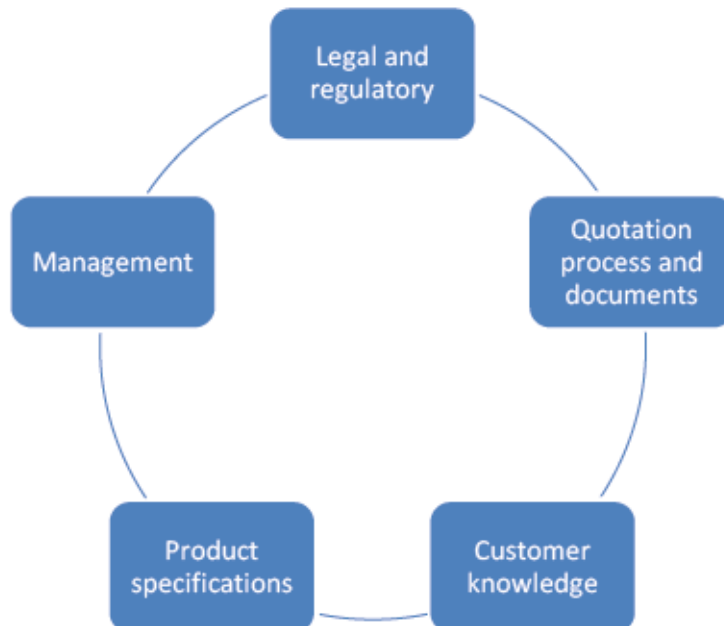 Legal and
regulatory
Quotation
process and
documents
Customer
knowledge
Product
specifications
Management